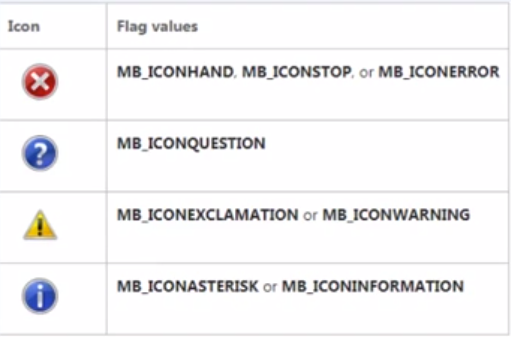 Icon Flag values
MB_ICONHAND, MB_ICONSTOP, or MB_ICONERROR
MB_ICONQUESTION
MB_ICONEXCLAMATION or MB_ICONWARNING
MB_ICONASTERISK or MB_ICONINFORMATION